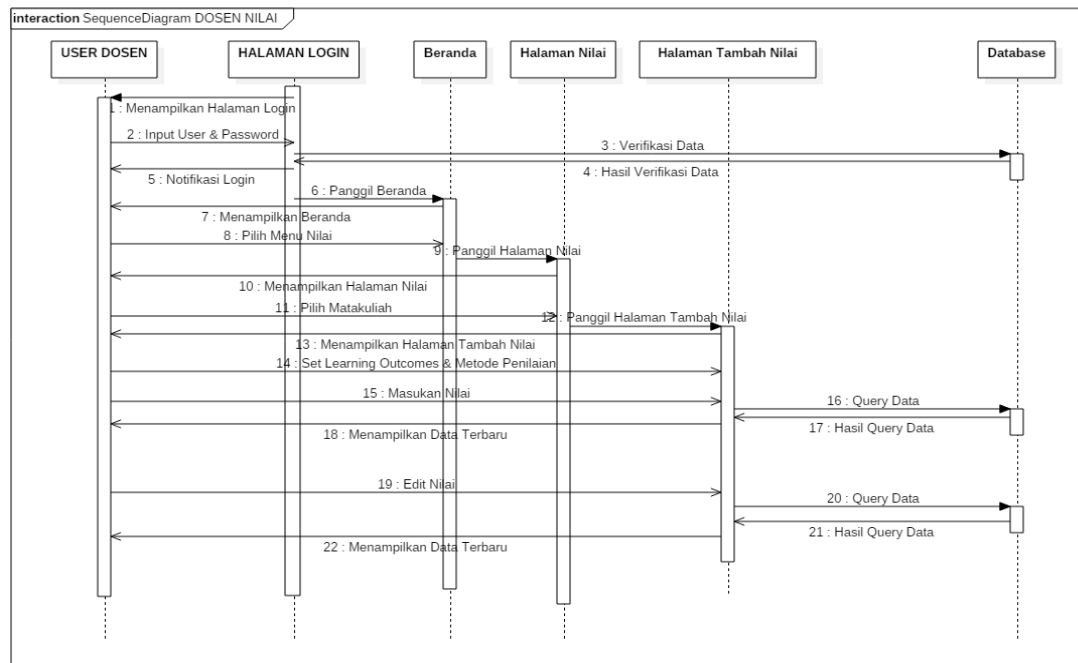 interaction SequenceDiagram DOSEN NILAI
USER DOSEN
HALAMAN LOGIN
Beranda
Halaman Nilai
Halaman Tambah Nilai
Database
1 : Menampilkan Halaman Login
2 : Input User & Password
3 : Verifikasi Data
4 : Hasil Verifikasi Data
5 : Notifikasi Login
6 : Panggil Beranda
7 : Menampilkan Beranda
8 : Pilih Menu Nilai
9 : Panggil Halaman Nilai
10 : Menampilkan Halaman Nilai
11 : Pilih Matakuliah
12 : Panggil Halaman Tambah Nilai
13 : Menampilkan Halaman Tambah Nilai
14 : Set Learning Outcomes & Metode Penilaian
15 : Masukan Nilai
16 : Query Data
17 : Hasil Query Data
18 : Menampilkan Data Terbaru
19 : Edit Nilai
20 : Query Data
21 : Hasil Query Data
22 : Menampilkan Data Terbaru